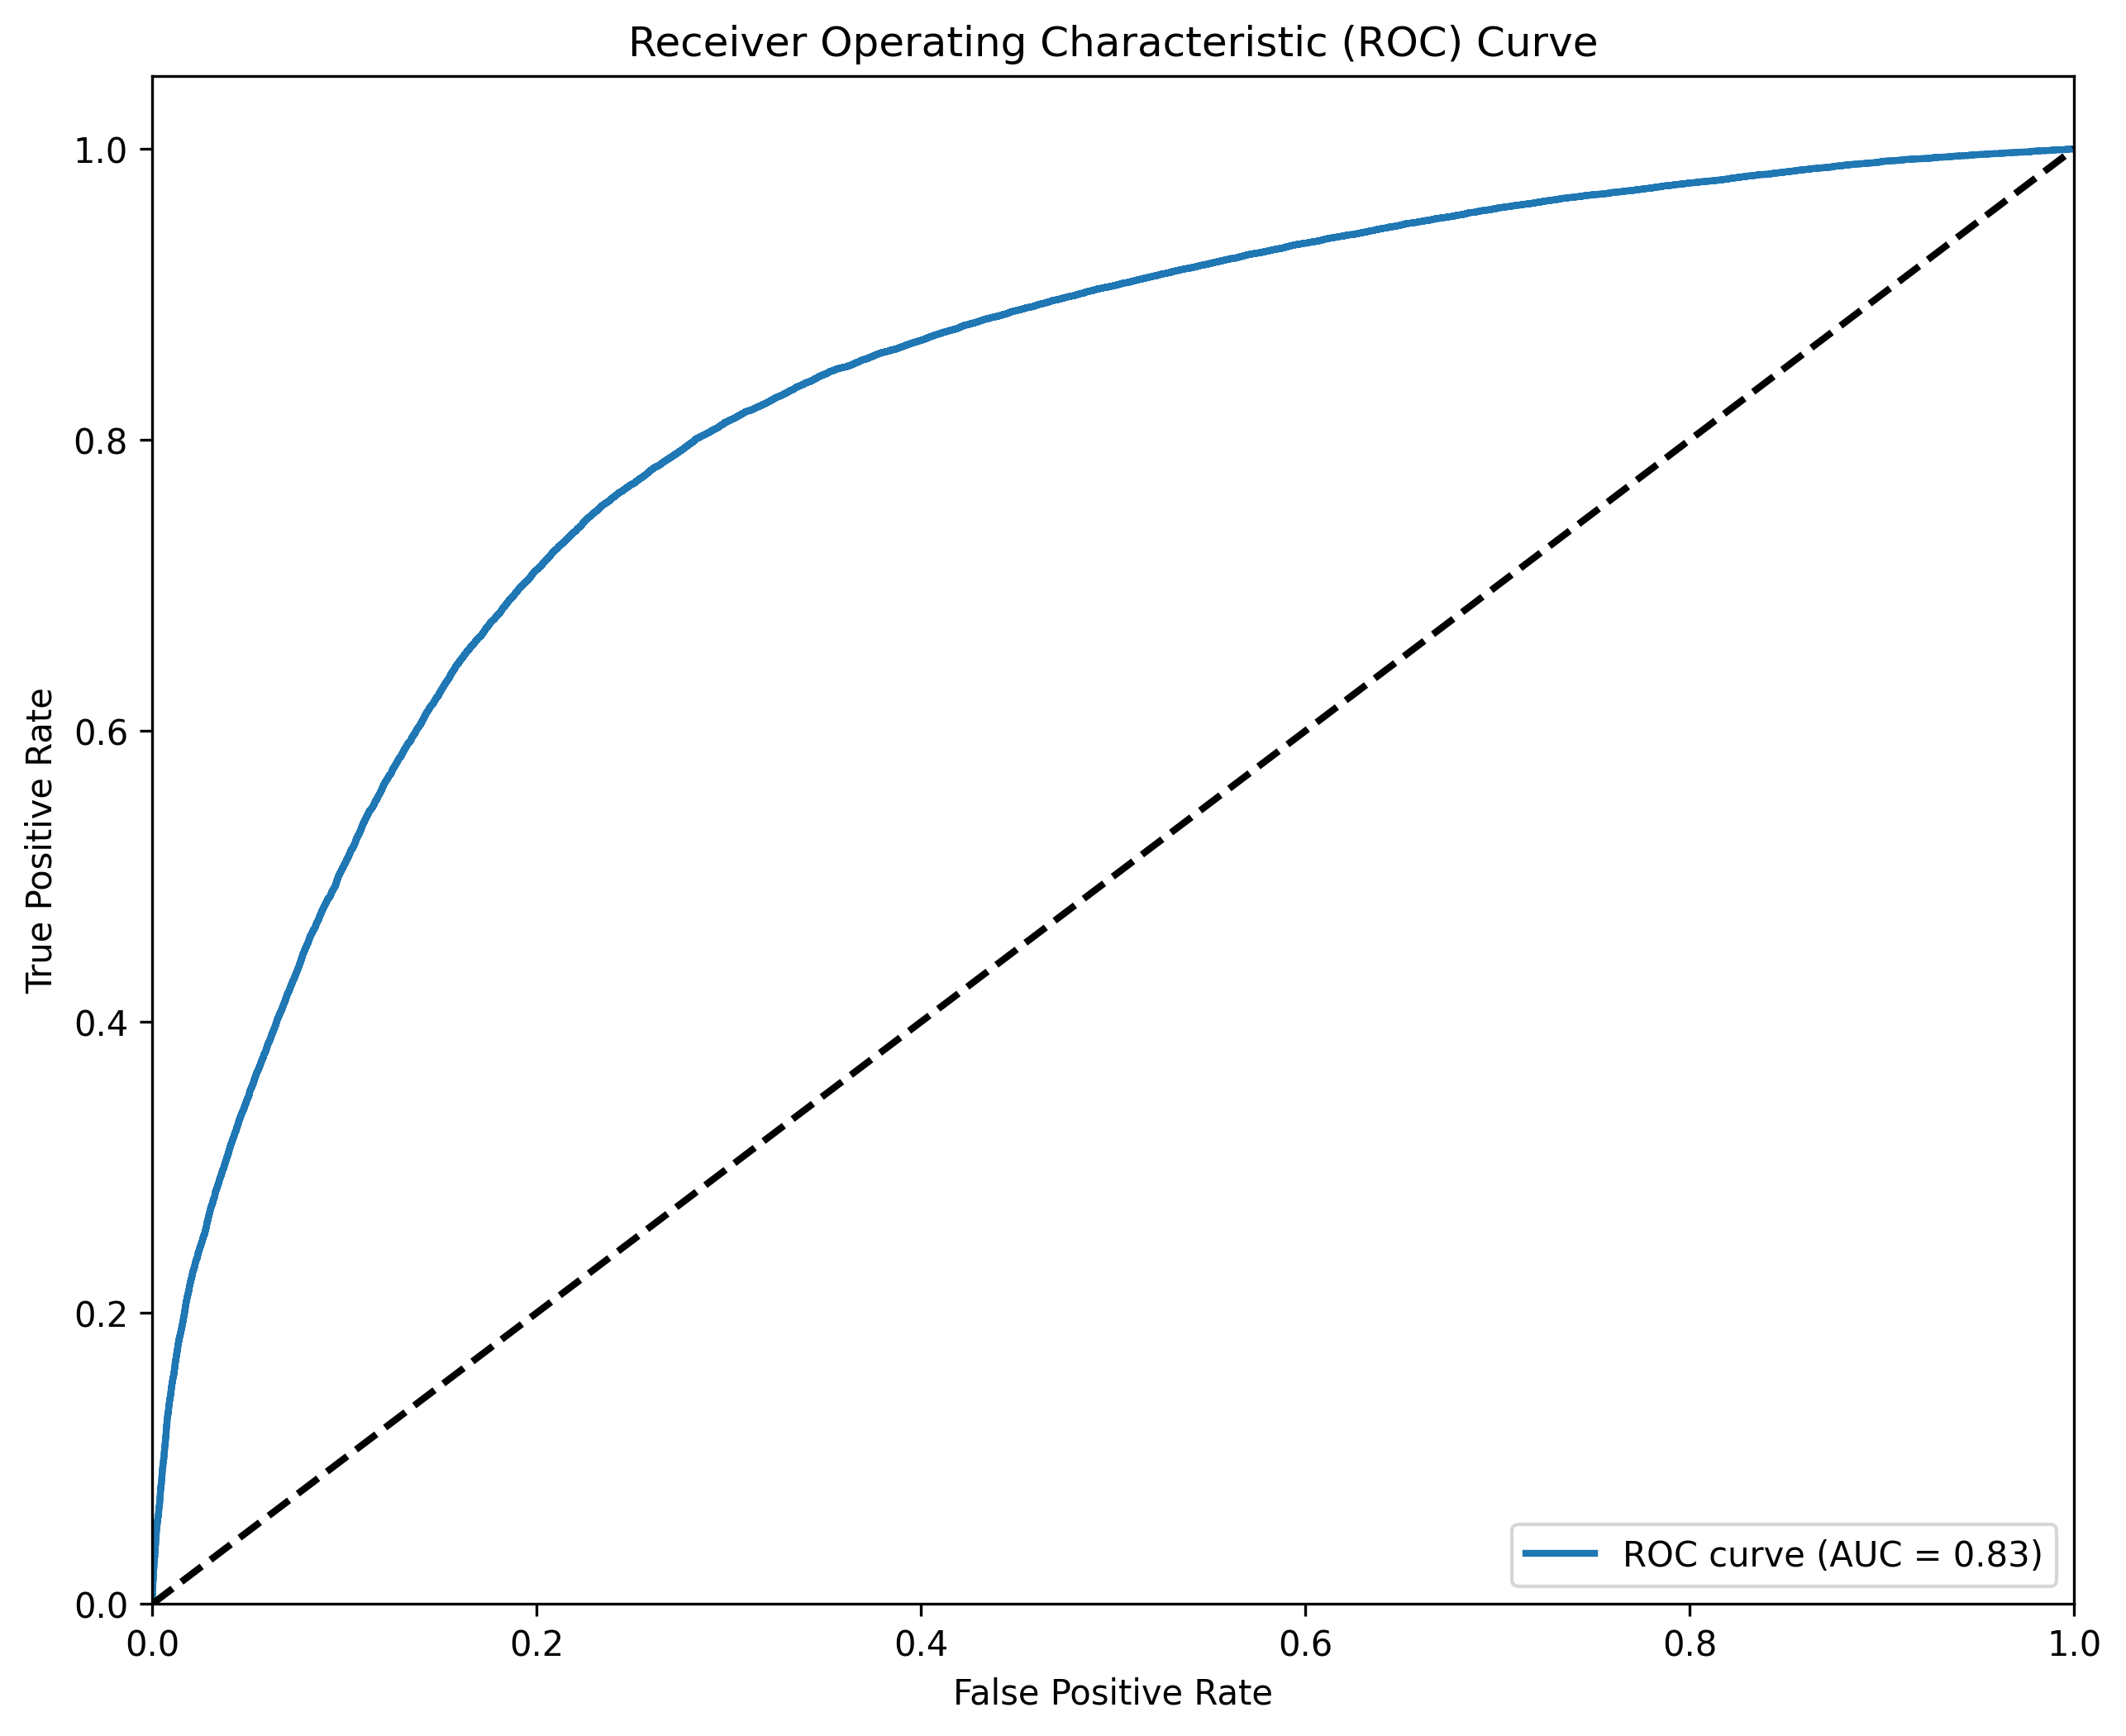 Receiver Operating Characteristic (ROC) Curve
1.0
0.8
0.6
0.4
0.2
0.0
True Positive Rate
ROC curve (AUC = 0.83)
0.0 0.2 0.4 0.6 0.8 1.0
False Positive Rate